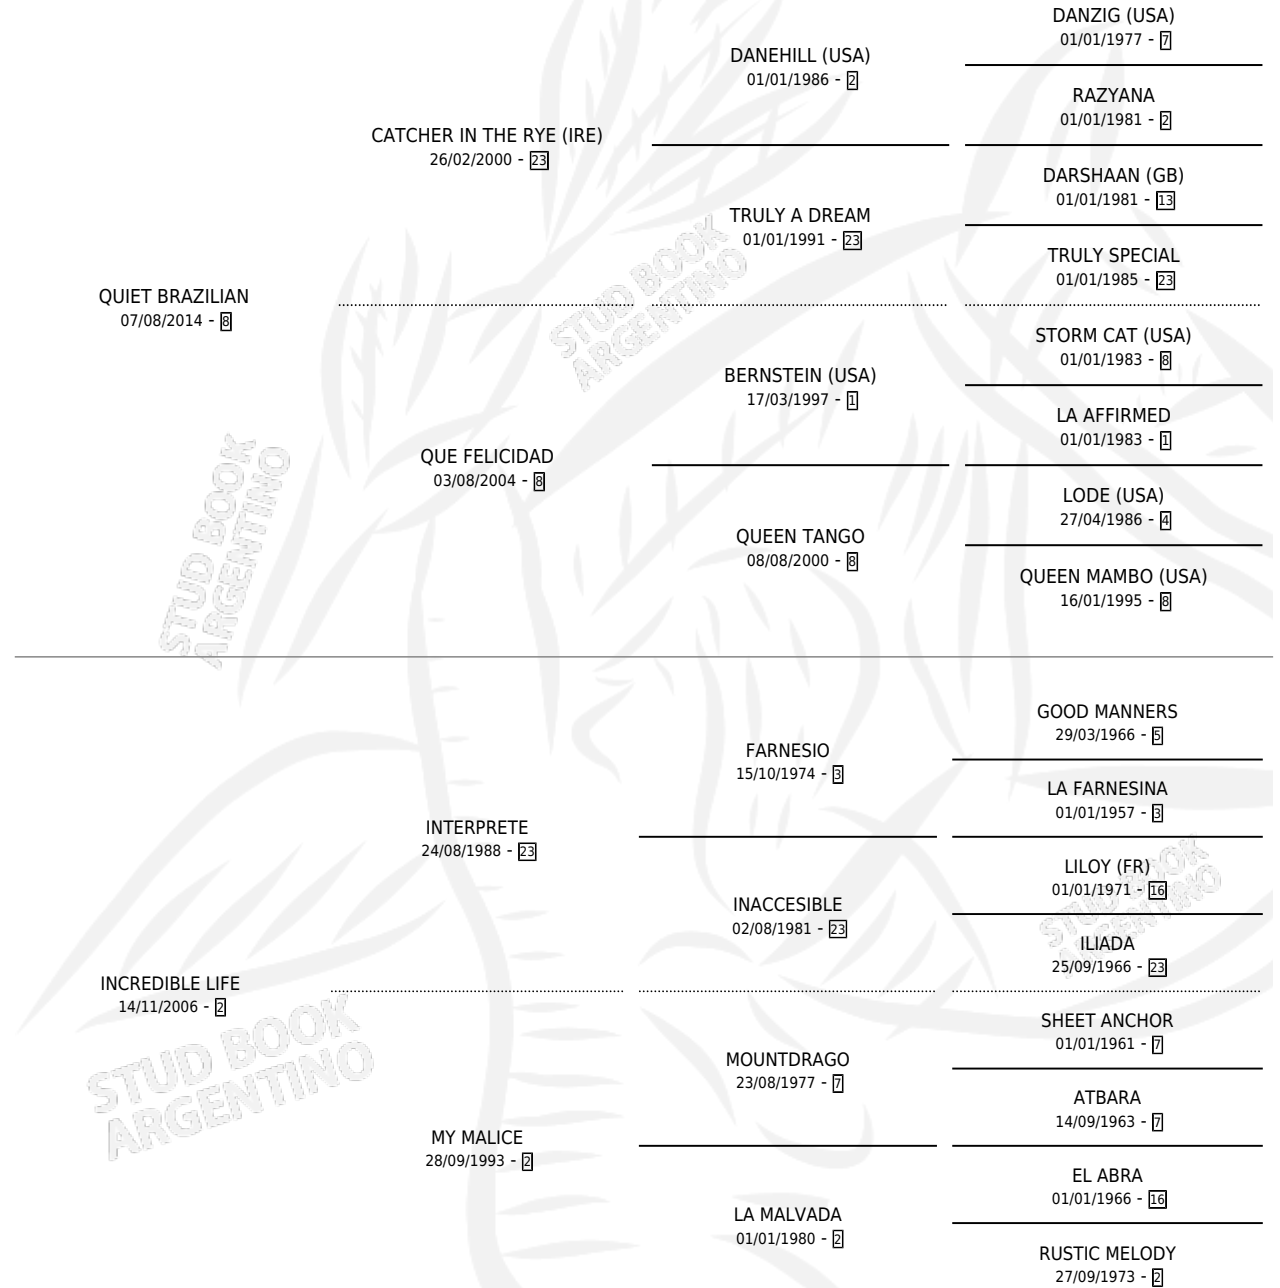 DANZIG (USA)
01/01/1977 - 7
DANEHILL (USA)
01/01/1986 - 2
RAZYANA
01/01/1981 - 2
CATCHER IN THE RYE (IRE)
26/02/2000 - 23
DARSHAAN (GB)
01/01/1981 - 13
TRULY A DREAM
01/01/1991 - 23
TRULY SPECIAL
01/01/1985 - 23
QUIET BRAZILIAN
07/08/2014 - 8
STORM CAT (USA)
01/01/1983 - 8
BERNSTEIN (USA)
17/03/1997 - 1
LA AFFIRMED
01/01/1983 - 1
QUE FELICIDAD
03/08/2004 - 8
LODE (USA)
27/04/1986 - 4
QUEEN TANGO
08/08/2000 - 8
QUEEN MAMBO (USA)
16/01/1995 - 8
GOOD MANNERS
29/03/1966 - 5
FARNESIO
15/10/1974 - 3
LA FARNESINA
01/01/1957 - 3
INTERPRETE
24/08/1988 - 23
LILOY (FR)
01/01/1971 - 16
INACCESIBLE
02/08/1981 - 23
ILIADA
25/09/1966 - 23
INCREDIBLE LIFE
14/11/2006 - 2
SHEET ANCHOR
01/01/1961 - 7
MOUNTDRAGO
23/08/1977 - 7
ATBARA
14/09/1963 - 7
MY MALICE
28/09/1993 - 2
EL ABRA
01/01/1966 - 16
LA MALVADA
01/01/1980 - 2
RUSTIC MELODY
27/09/1973 - 2
STUD BOOK
ARGENTINO
STUD BOOK
ARGENTINO
STUD BOOK
ARGENTINO
STUD BOOK
ARGENTINO